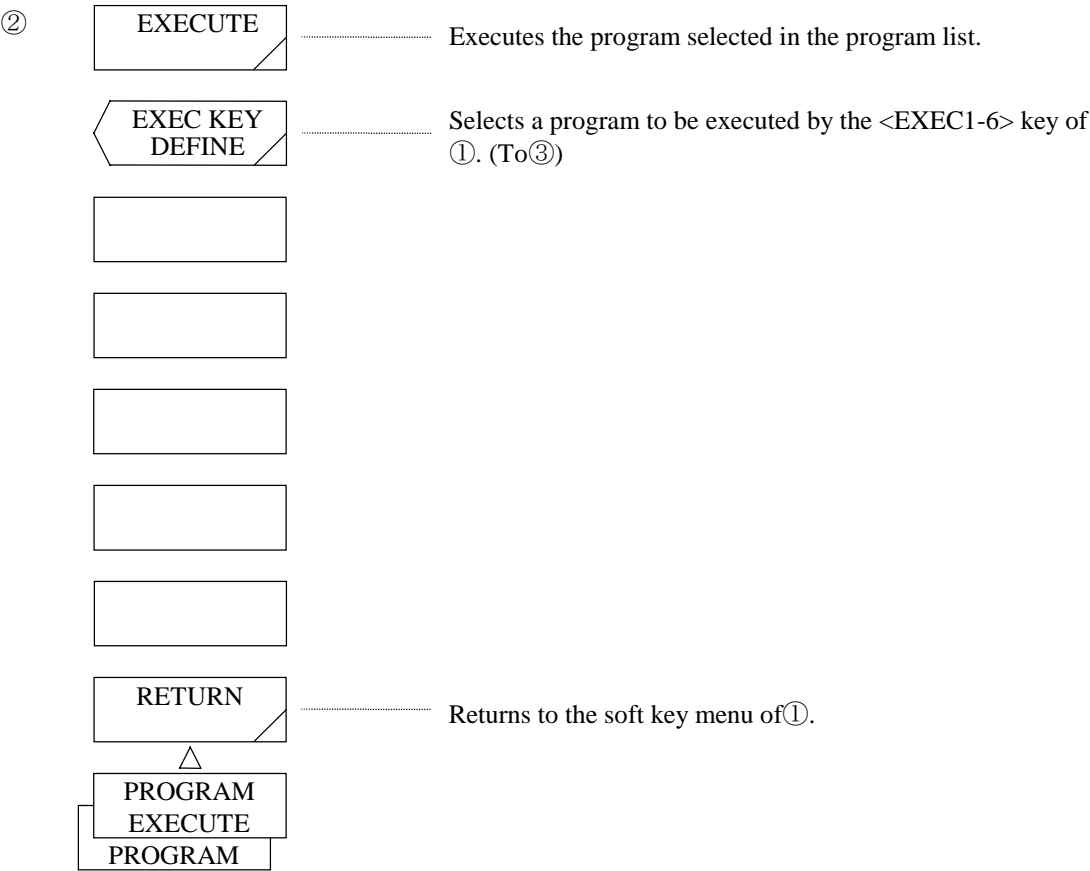 ②
EXECUTE
Executes the program selected in the program list.
EXEC KEY
DEFINE
Selects a program to be executed by the <EXEC1-6> key of
①. (To③)
RETURN
Returns to the soft key menu of①.
PROGRAM
EXECUTE
PROGRAM